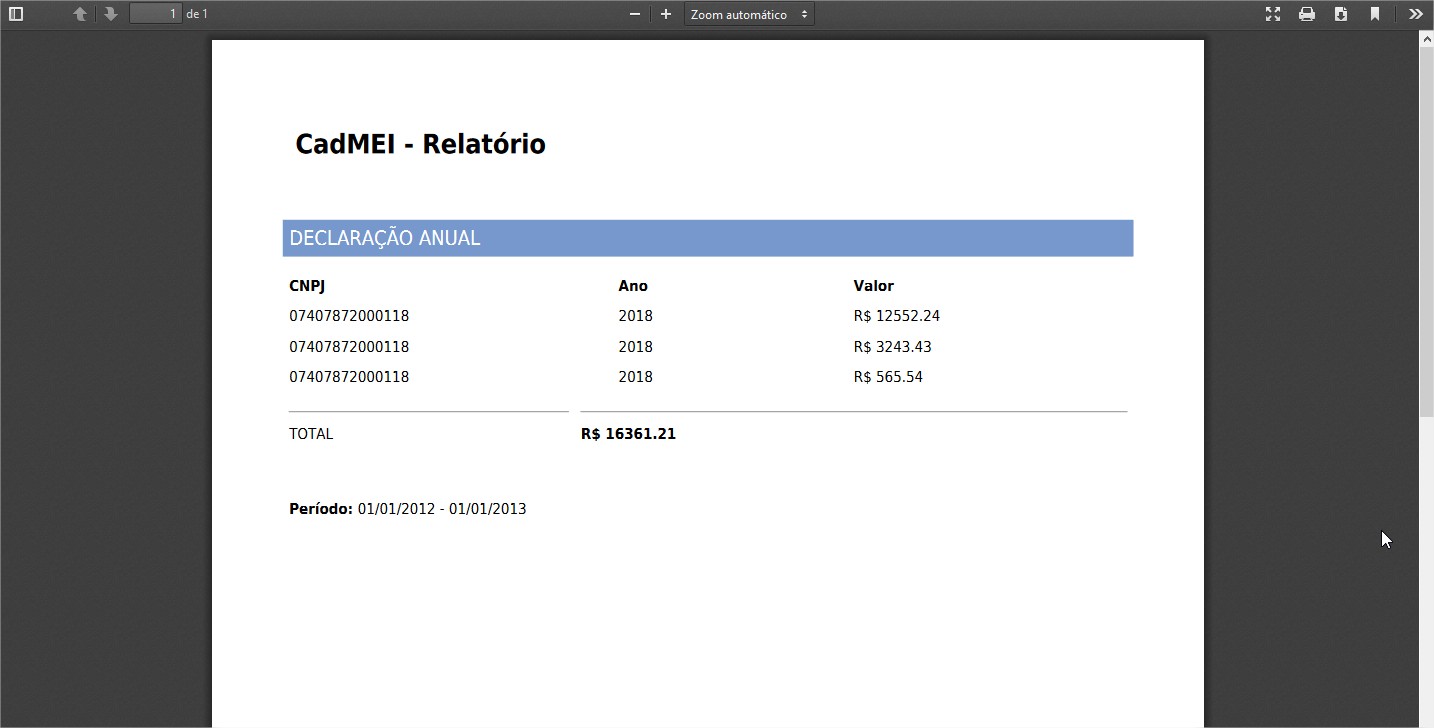 1 de 1 Zoom automático
CadMEI - Relatório
DECLARAÇÃO ANUAL
CNPJ Ano Valor
07407872000118 2018 R$ 12552.24
07407872000118 2018 R$ 3243.43
07407872000118 2018 R$ 565.54
TOTAL R$ 16361.21
Período: 01/01/2012 - 01/01/2013